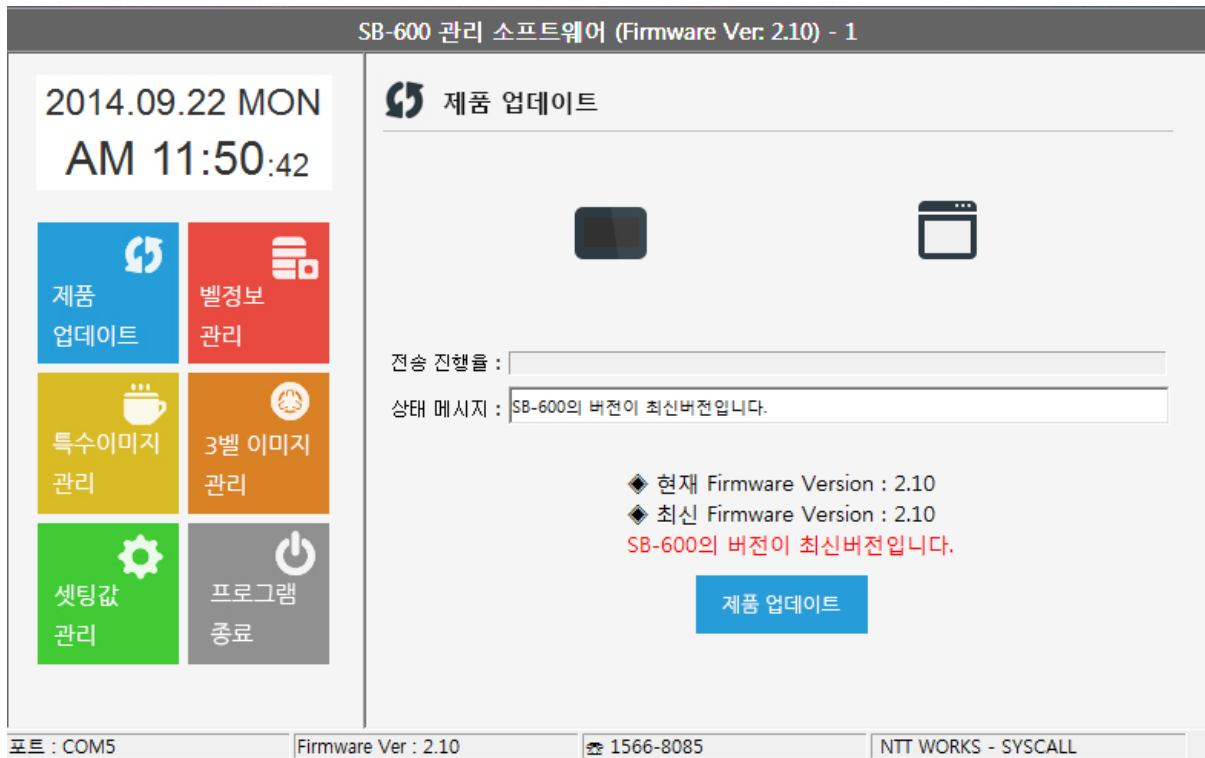 SB-600 관리 소프트웨어 (Firmware Ver: 2.10) - 1
2014.09.22 MON
AM 11:50:42
제품
업데이트
벨정보
관리
특수이미지
관리
3벨 이미지
관리
셋팅값
관리
프로그램
종료
제품 업데이트
전송 진행율 :
상태 메시지 : SB-600의 버전이 최신버전입니다.
◈ 현재 Firmware Version : 2.10
◈ 최신 Firmware Version : 2.10
SB-600의 버전이 최신버전입니다.
제품 업데이트
포트 : COM5
Firmware Ver : 2.10
☎ 1566-8085
NTT WORKS - SYSCALL